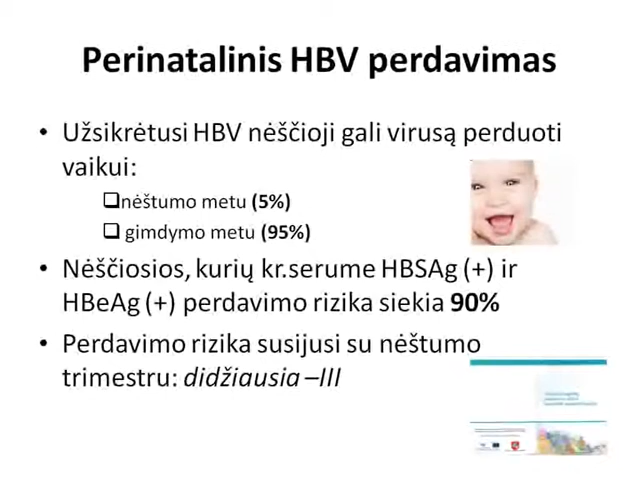 Perinatalinis HBV perdavimas
• Užsikrėtusi HBV nėščioji gali virusą perduoti
vaikui:
❑nėštumo metu (5%)
❑ gimdymo metu (95%)
• Nėščiosios, kurių kr.serume HBSAg (+) ir
HBeAg (+) perdavimo rizika siekia 90%
• Perdavimo rizika susijusi su nėštumo
trimestru: didžiausia –III